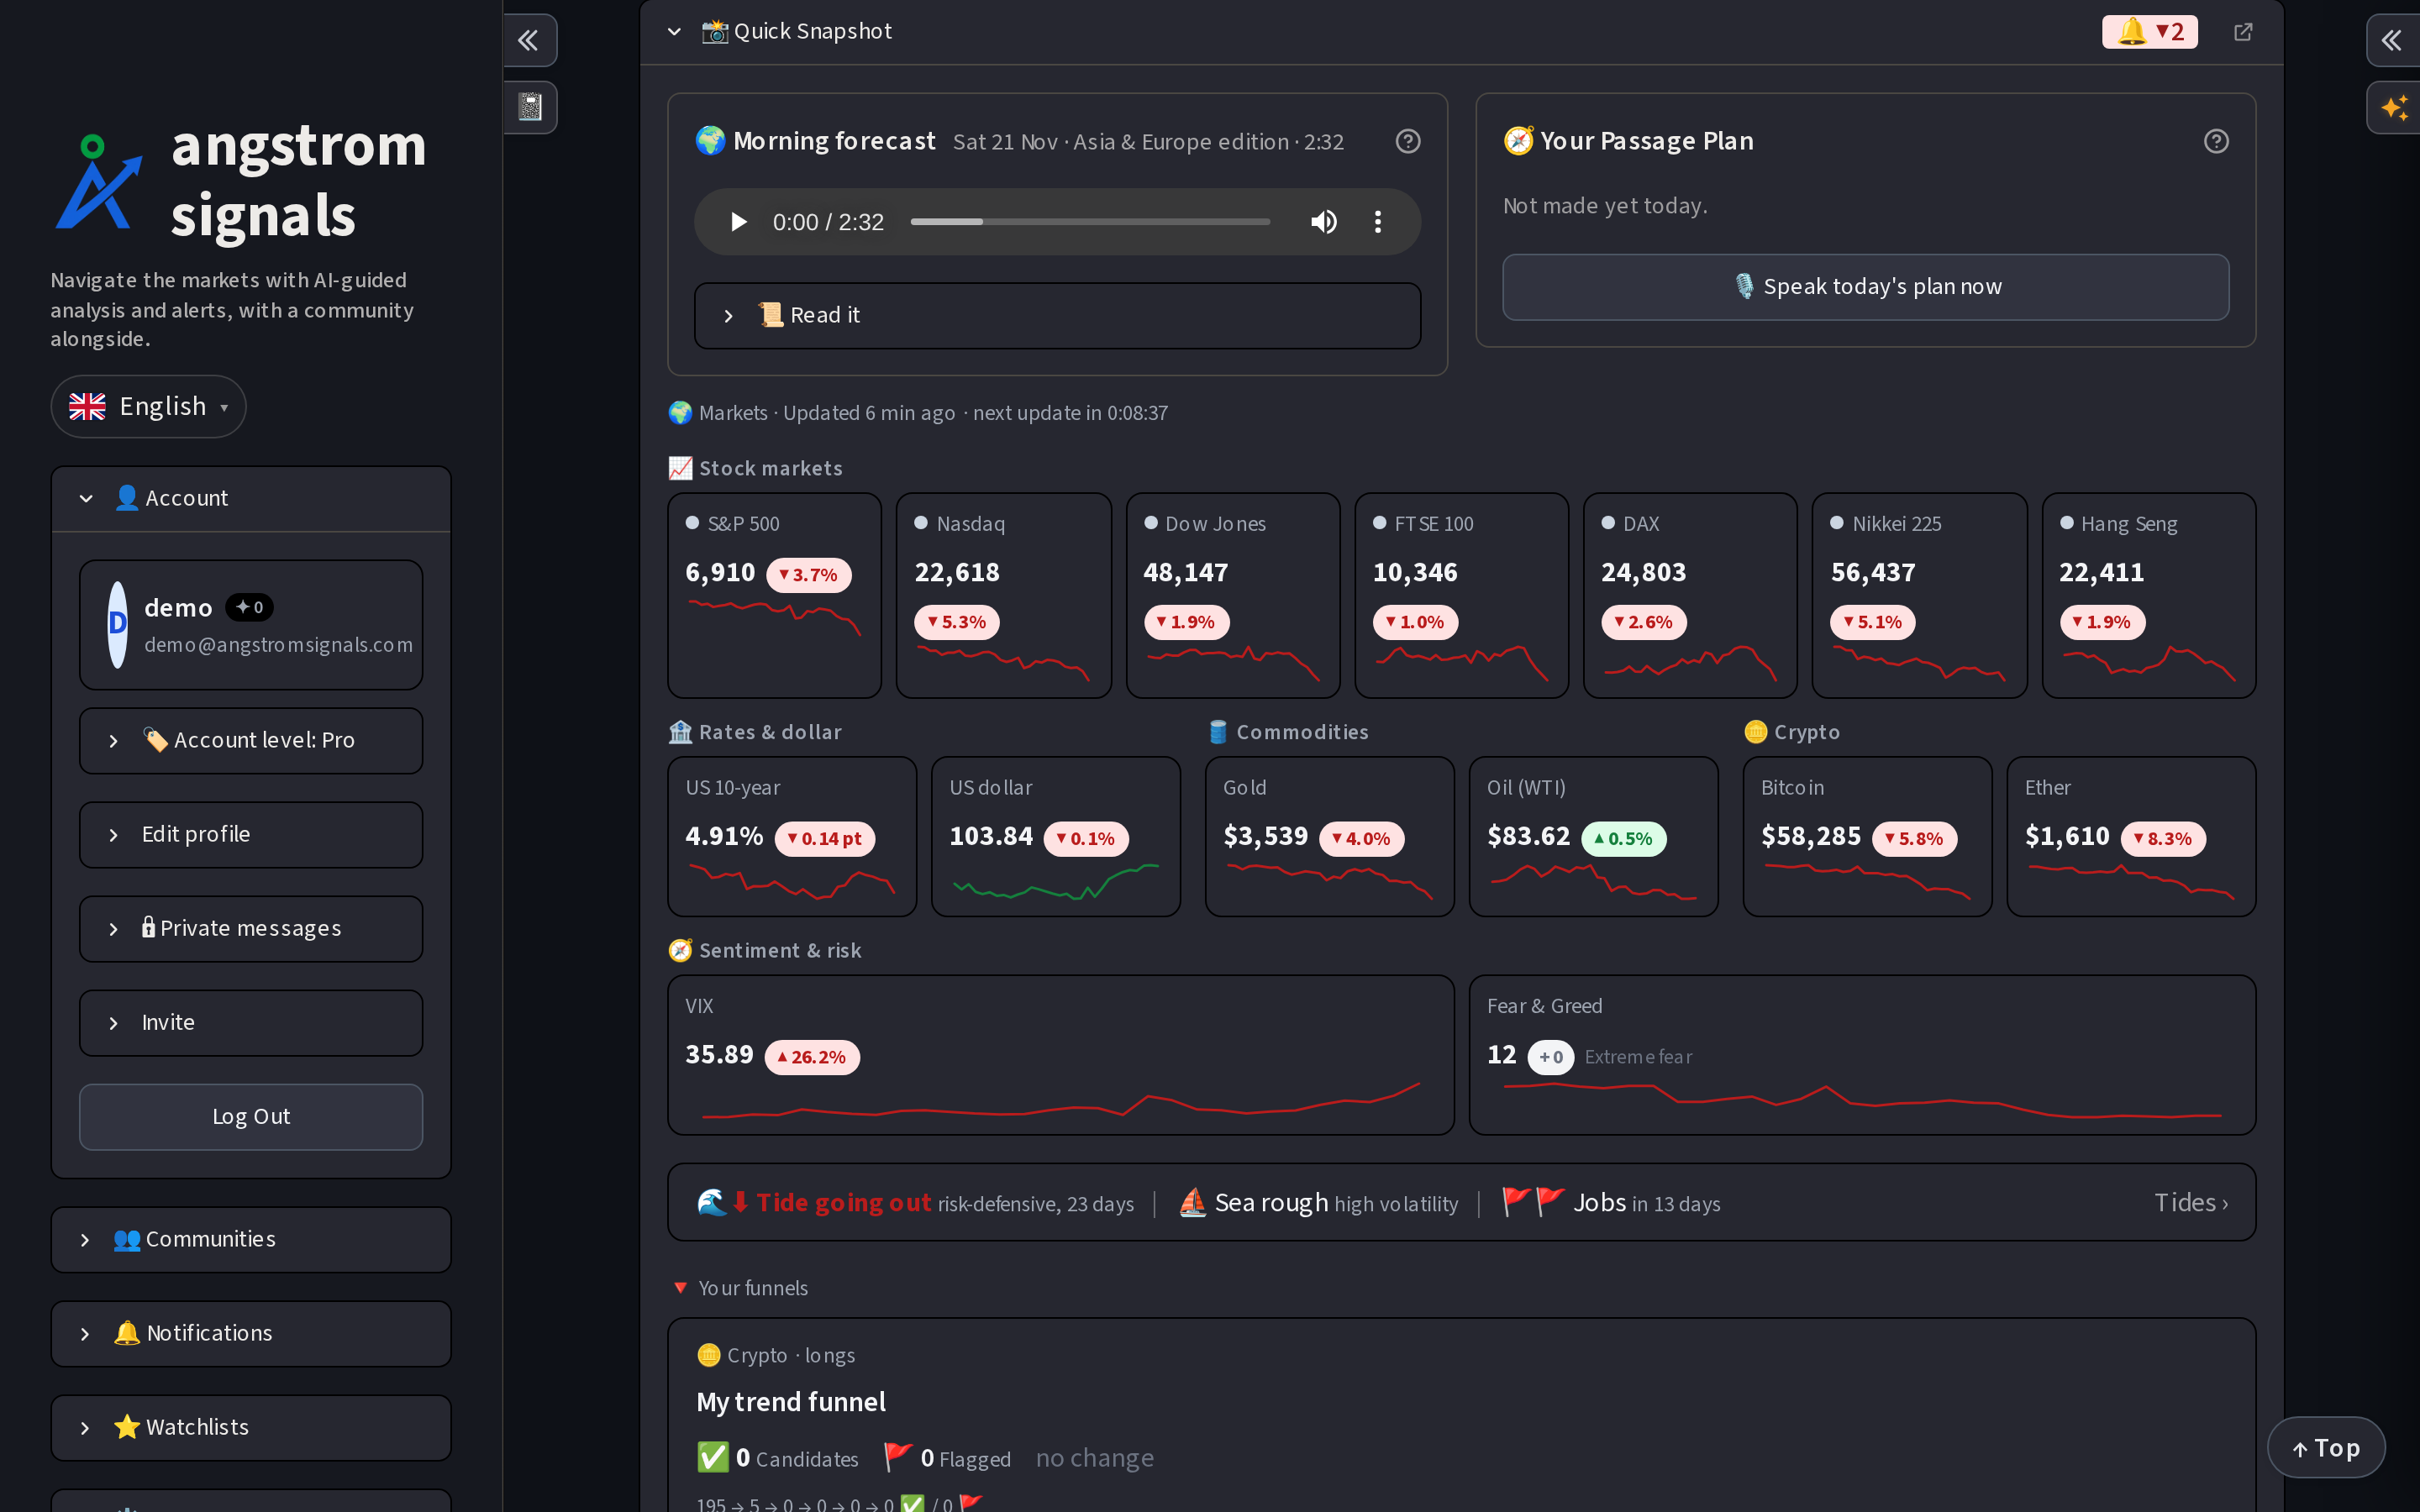 angstrom
signals
Navigate the markets with AI-guided
analysis and alerts, with a community
alongside.
English ▾
Account
D
demo ✦ 0
demo@angstromsignals.com
Account level: Pro
Edit profile
Private messages
Invite
Log Out
Communities
Notifications
Watchlists
Quick Snapshot
▼2
Morning forecast Sat 21 Nov · Asia & Europe edition · 2:32
0:00 / 2:32
Read it
Your Passage Plan
Not made yet today.
Speak today's plan now
Markets · Updated 6 min ago · next update in 0:08:37
Stock markets
S&P 500
6,910 ▼3.7%
Nasdaq
22,618
▼5.3%
Dow Jones
48,147
▼1.9%
FTSE 100
10,346
▼1.0%
DAX
24,803
▼2.6%
Nikkei 225
56,437
▼5.1%
Hang Seng
22,411
▼1.9%
Rates & dollar
US 10-year
4.91% ▼0.14 pt
US dollar
103.84 ▼0.1%
Commodities
Gold
$3,539 ▼4.0%
Oil (WTI)
$83.62 ▲0.5%
Crypto
Bitcoin
$58,285 ▼5.8%
Ether
$1,610 ▼8.3%
Sentiment & risk
VIX
35.89 ▲26.2%
Fear & Greed
12 +0 Extreme fear
Tide going out risk-defensive, 23 days | Sea rough high volatility | Jobs in 13 days
Tides ›
Your funnels
Crypto · longs
My trend funnel
0 Candidates 0 Flagged no change
195 → 5 → 0 → 0 → 0 → 0 ✅ / 0 🚩
↑ Top